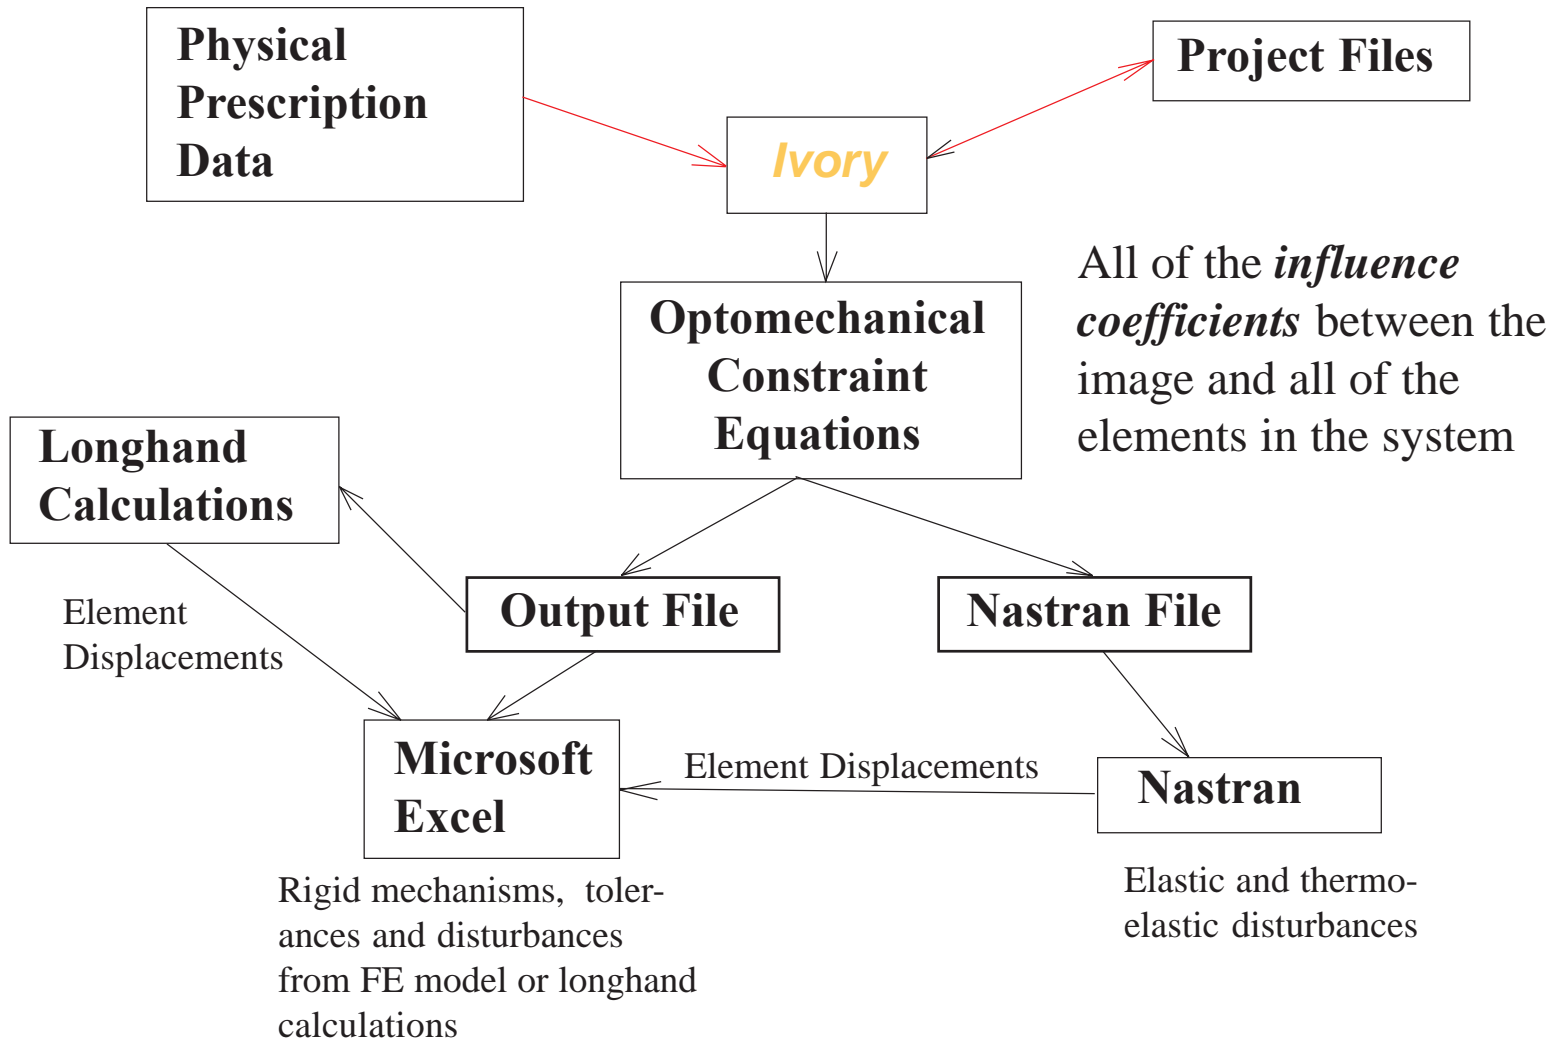 Physical
Prescription
Data
Project Files
Ivory
All of the influence
coefficients between the
image and all of the
elements in the system
Optomechanical
Constraint
Equations
Longhand
Calculations
Output File
Nastran File
Element
Displacements
Microsoft
Excel
Element Displacements
Nastran
Rigid mechanisms, toler-
ances and disturbances
from FE model or longhand
calculations
Elastic and thermo-
elastic disturbances